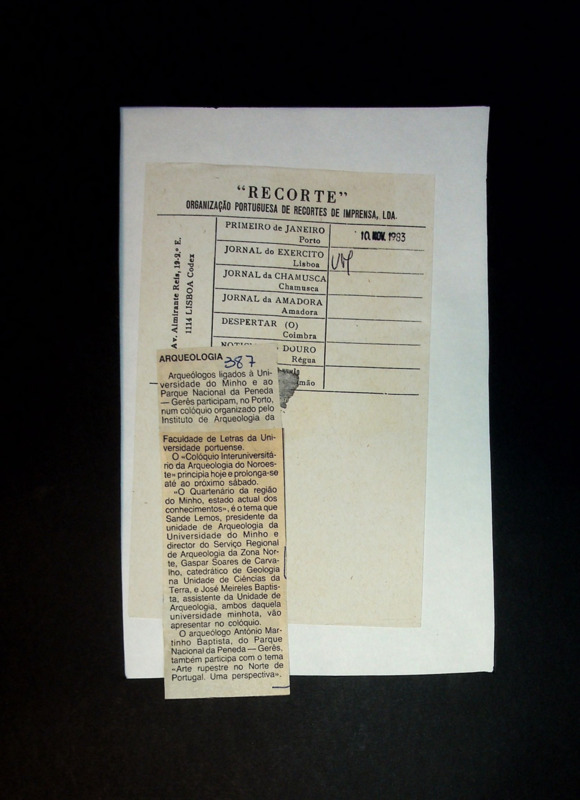 "RECORTE"
ORGANIZAÇÃO PORTUGUESA DE RECORTES DE IMPRENSA, LDA.
Av. Almirante Reis, 19-2.º E.
1114 LISBOA Codex
PRIMEIRO de JANEIRO
Porto
10. NOV. 1983
JORNAL do EXERCITO
Lisboa
JORNAL da CHAMUSCA
Chamusca
JORNAL da AMADORA
Amadora
DESPERTAR (O)
Coimbra
DOURO
Régua
ARQUEOLOGIA 387
Arqueólogos ligados à Uni-
versidade do Minho e ao
Parque Nacional da Peneda
— Gerês participam, no Porto,
num colóquio organizado pelo
Instituto de Arqueologia da
Faculdade de Letras da Uni-
versidade portuense.
O «Colóquio Interuniversitá-
rio da Arqueologia do Noroes-
te» principia hoje e prolonga-se
até ao próximo sábado.
«O Quartenário da região
do Minho, estado actual dos
conhecimentos», é o tema que
Sande Lemos, presidente da
unidade de Arqueologia da
Universidade do Minho e
director do Serviço Regional
de Arqueologia da Zona Nor-
te, Gaspar Soares de Carva-
lho, catedrático de Geologia
na Unidade de Ciências da
Terra, e José Meireles Baptis-
ta, assistente da Unidade de
Arqueologia, ambos daquela
universidade minhota, vão
apresentar no colóquio.
O arqueologo António Mar-
tinho Baptista, do Parque
Nacional da Peneda — Gerês,
também participa com o tema
«Arte rupestre no Norte de
Portugal. Uma perspectiva».